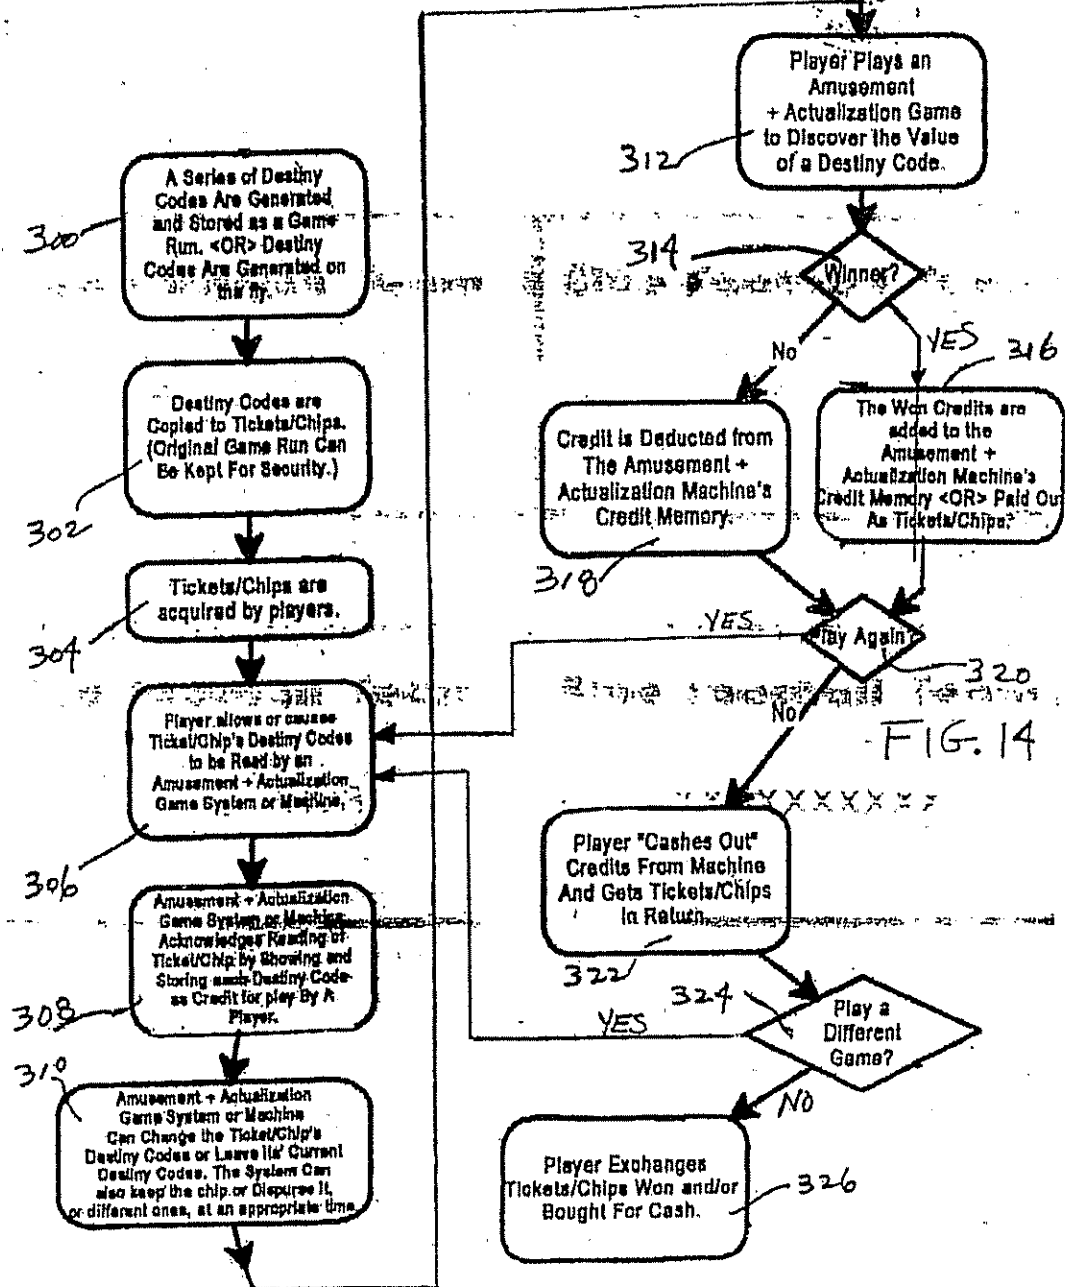 300
A Series of Destiny
Codes Are Generated
and Stored as a Game
Run. <OR> Destiny
Codes Are Generated on
the fly.
302
Destiny Codes are
Copied to Tickets/Chips.
(Original Game Run Can
Be Kept For Security.)
304
Tickets/Chips are
acquired by players.
306
Player allows or causes
Ticket/Chip's Destiny Codes
to be Read by an
Amusement + Actualization
Game System or Machine.
308
Amusement + Actualization
Game System or Machine
Acknowledges Reading of
Ticket/Chip by Showing and
Storing each Destiny Code
as Credit for play By A
Player.
310
Amusement + Actualization
Game System or Machine
Can Change the Ticket/Chip's
Destiny Codes or Leave Its' Current
Destiny Codes. The System Can
also keep the chip or Dispurse It,
or different ones, at an appropriate time
312
Player Plays an
Amusement
+ Actualization Game
to Discover the Value
of a Destiny Code.
314
Winner?
No
YES
316
The Won Credits are
added to the
Amusement +
Actualization Machine's
Credit Memory <OR> Paid Out
As Tickets/Chips.
318
Credit is Deducted from
The Amusement +
Actualization Machine's
Credit Memory.
320
Play Again?
YES
No
FIG. 14
322
Player "Cashes Out"
Credits From Machine
And Gets Tickets/Chips
In Return.
324
Play a
Different
Game?
YES
NO
326
Player Exchanges
Tickets/Chips Won and/or
Bought For Cash.